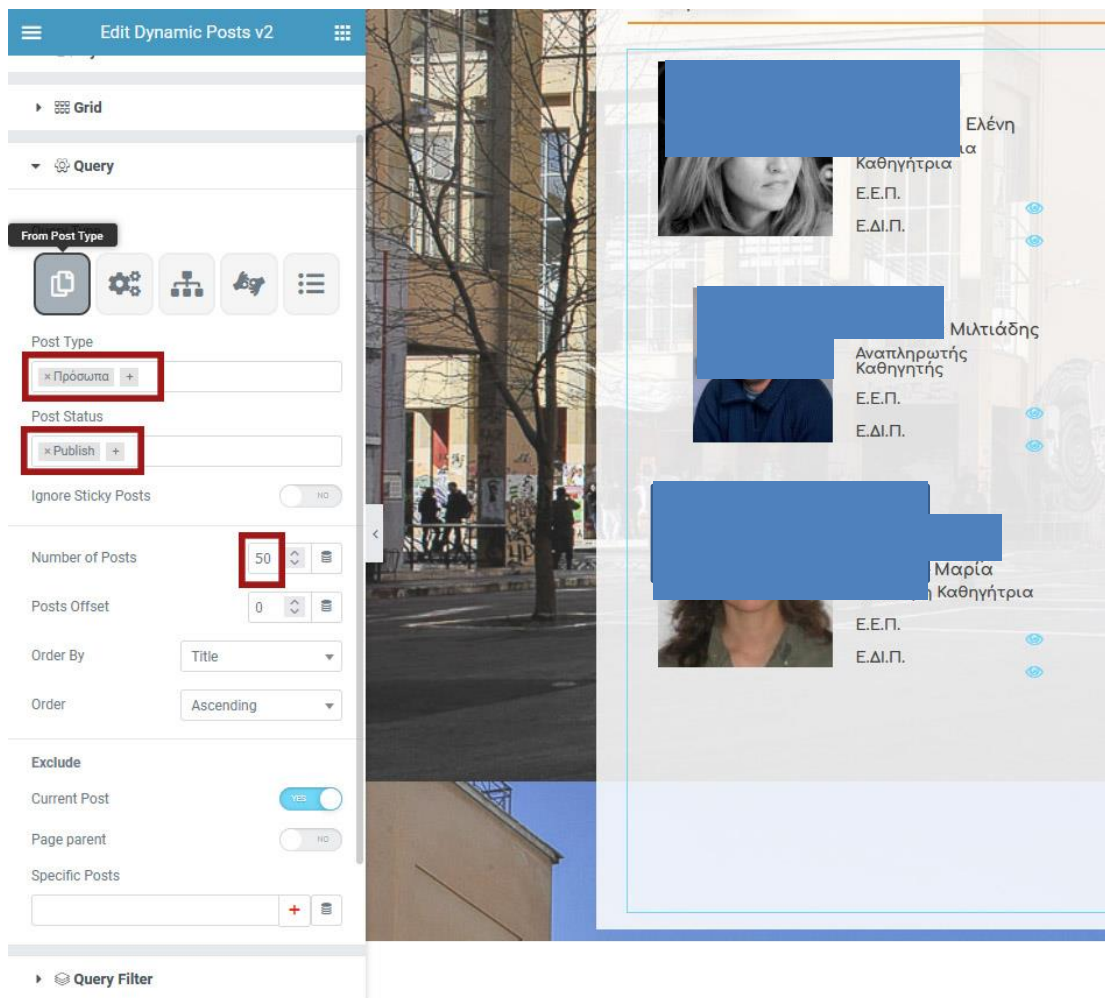 Edit Dynamic Posts v2
Grid
Query
From Post Type
Post Type
×Πρόσωπα +
Post Status
×Publish +
Ignore Sticky Posts NO
Number of Posts 50
Posts Offset 0
Order By Title
Order Ascending
Exclude
Current Post YES
Page parent NO
Specific Posts
+
Query Filter
Ελένη
ια
Καθηγήτρια
Ε.Ε.Π.
Ε.ΔΙ.Π.
Μιλτιάδης
Αναπληρωτής
Καθηγητής
Ε.Ε.Π.
Ε.ΔΙ.Π.
Μαρία
η Καθηγήτρια
Ε.Ε.Π.
Ε.ΔΙ.Π.